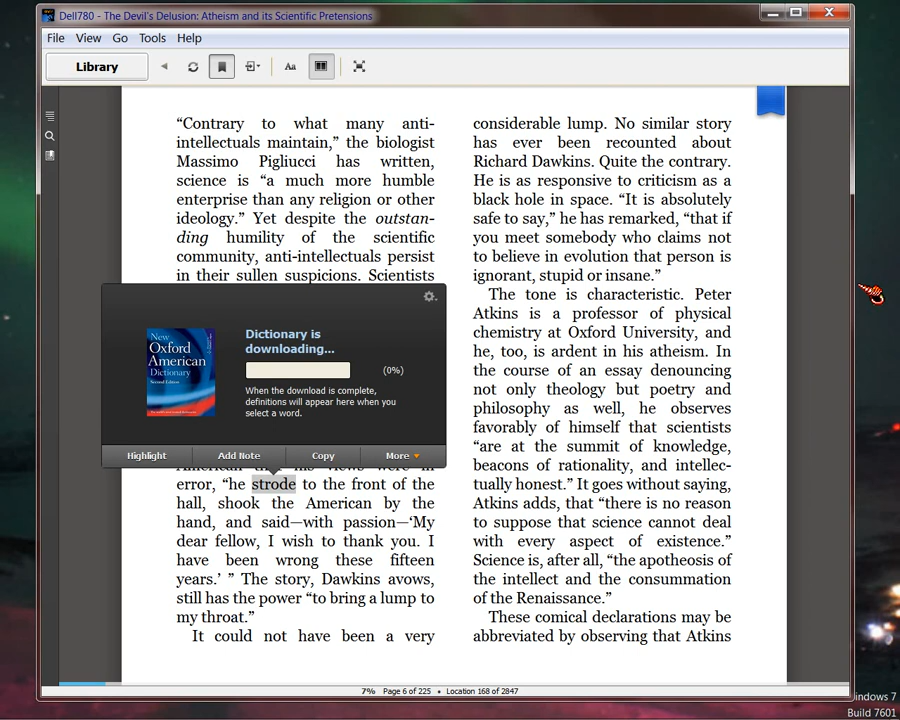 Dell780 - The Devil's Delusion: Atheism and its Scientific Pretensions
File View Go Tools Help
Library
Aa
“Contrary to what many anti-
intellectuals maintain,” the biologist
Massimo Pigliucci has written,
science is “a much more humble
enterprise than any religion or other
ideology.” Yet despite the outstan-
ding humility of the scientific
community, anti-intellectuals persist
in their sullen suspicions. Scientists
Dictionary is
downloading...
(0%)
When the download is complete,
definitions will appear here when you
select a word.
New
Oxford
American
Dictionary
Second Edition
Highlight Add Note Copy More
American that his views were in
error, “he strode to the front of the
hall, shook the American by the
hand, and said—with passion—‘My
dear fellow, I wish to thank you. I
have been wrong these fifteen
years.’ ” The story, Dawkins avows,
still has the power “to bring a lump to
my throat.”
It could not have been a very
considerable lump. No similar story
has ever been recounted about
Richard Dawkins. Quite the contrary.
He is as responsive to criticism as a
black hole in space. “It is absolutely
safe to say,” he has remarked, “that if
you meet somebody who claims not
to believe in evolution that person is
ignorant, stupid or insane.”
The tone is characteristic. Peter
Atkins is a professor of physical
chemistry at Oxford University, and
he, too, is ardent in his atheism. In
the course of an essay denouncing
not only theology but poetry and
philosophy as well, he observes
favorably of himself that scientists
“are at the summit of knowledge,
beacons of rationality, and intellec-
tually honest.” It goes without saying,
Atkins adds, that “there is no reason
to suppose that science cannot deal
with every aspect of existence.”
Science is, after all, “the apotheosis of
the intellect and the consummation
of the Renaissance.”
These comical declarations may be
abbreviated by observing that Atkins
7% Page 6 of 225 • Location 168 of 2847
indows 7
Build 7601